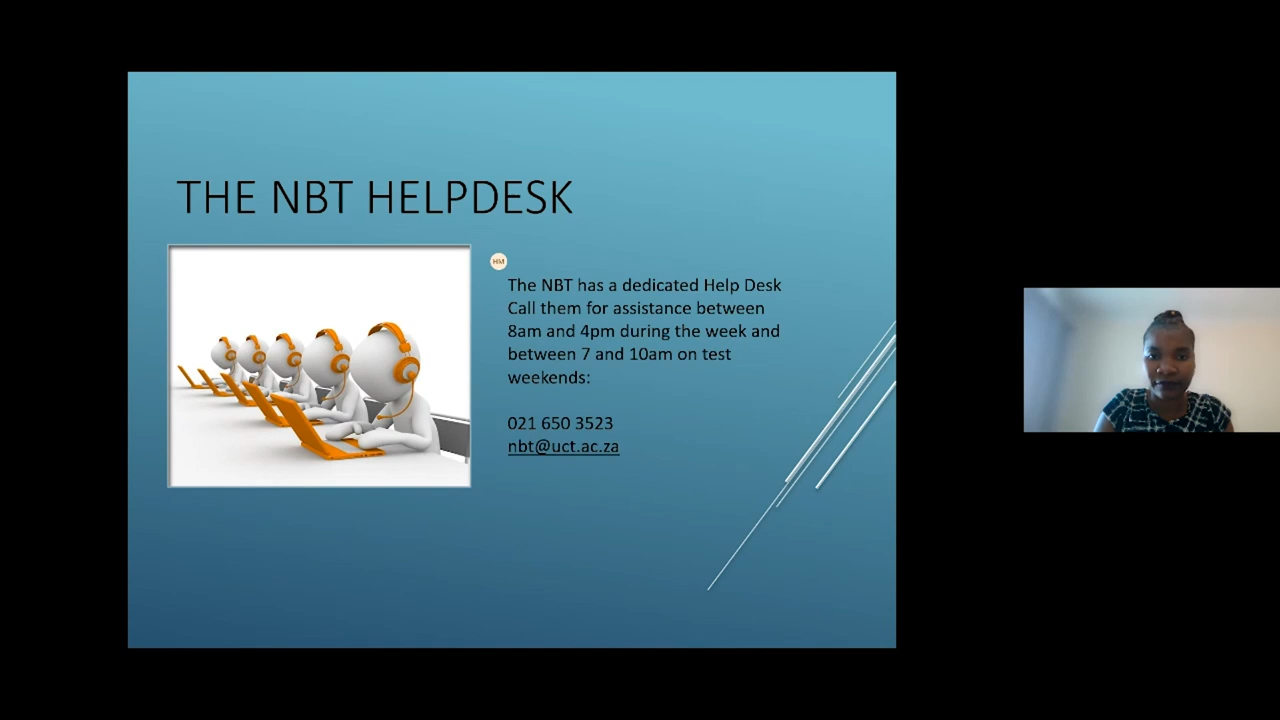 THE NBT HELPDESK
HM
The NBT has a dedicated Help Desk
Call them for assistance between
8am and 4pm during the week and
between 7 and 10am on test
weekends:
021 650 3523
nbt@uct.ac.za